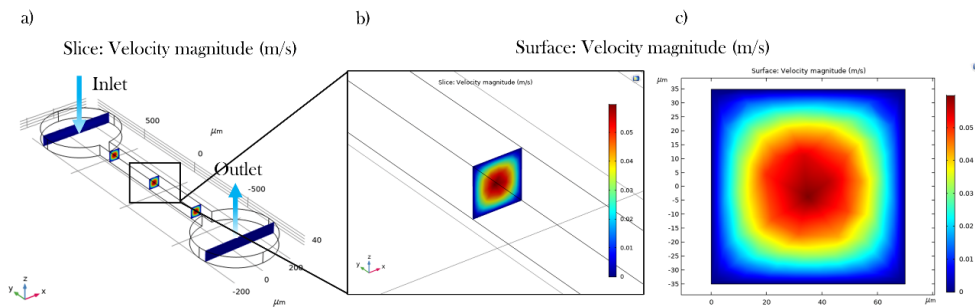 a)
b)
c)
Slice: Velocity magnitude (m/s)
Surface: Velocity magnitude (m/s)
Inlet
500
µm
0
Outlet
-500
40
200
0
µm
-200
z
y
x
Slice: Velocity magnitude (m/s)
0.05
0.04
0.03
0.02
0.01
0
z
y
x
Surface: Velocity magnitude (m/s)
µm
35
30
25
20
15
10
5
0
-5
-10
-15
-20
-25
-30
-35
0
20
40
60
µm
0.05
0.04
0.03
0.02
0.01
0